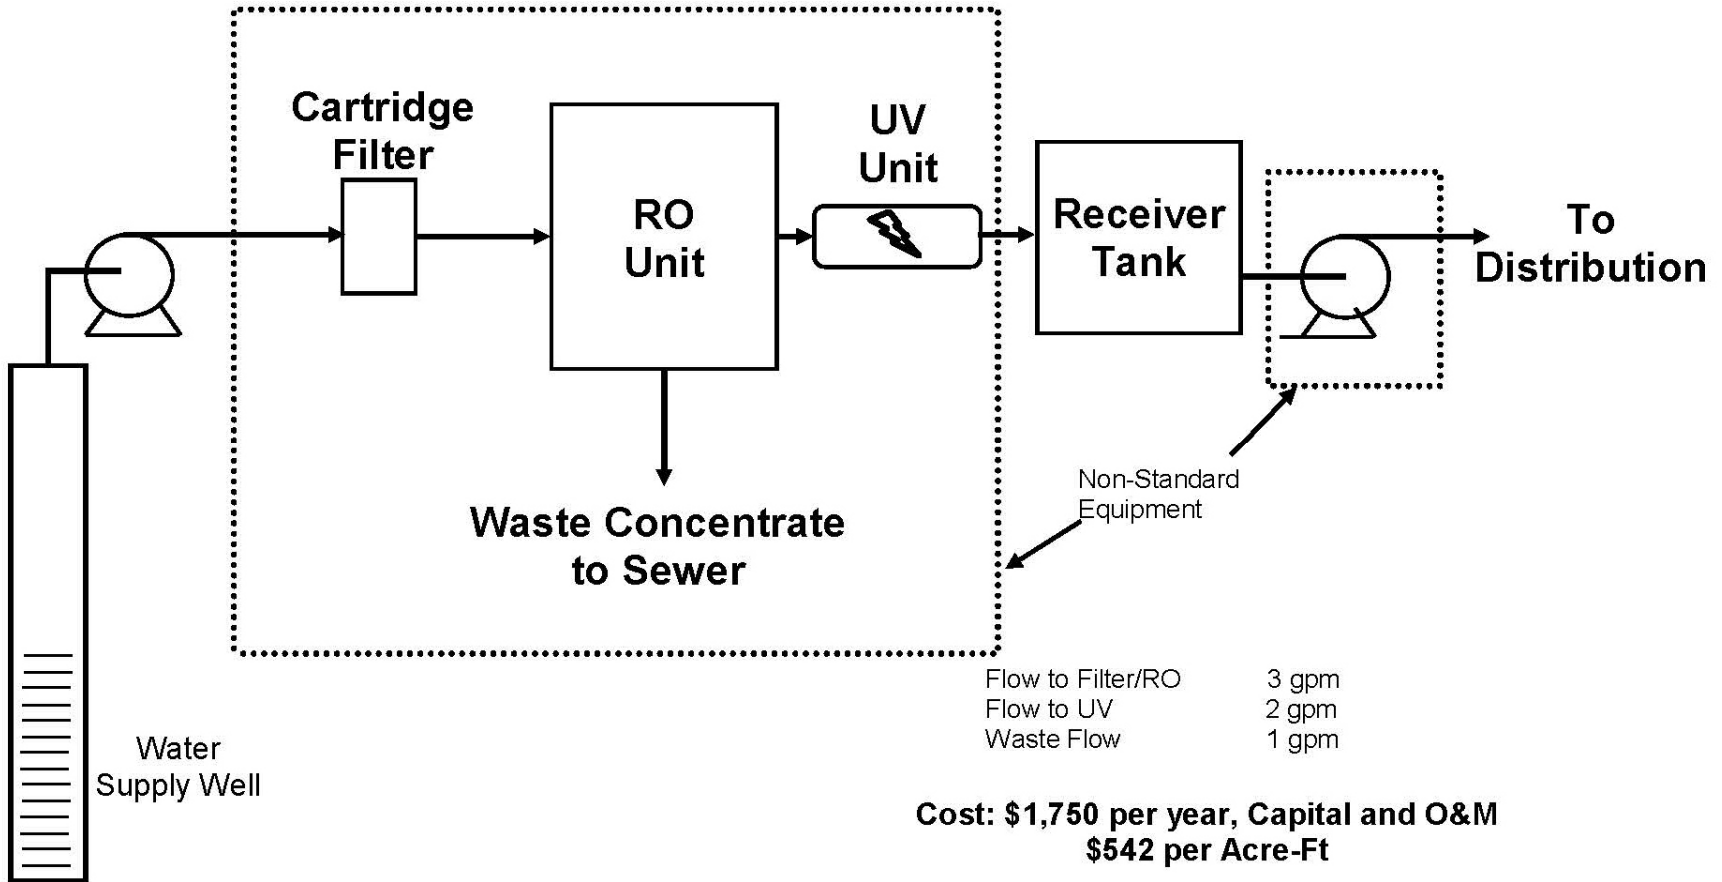 Cartridge
Filter
RO
Unit
UV
Unit
Receiver
Tank
To
Distribution
Waste Concentrate
to Sewer
Non-Standard
Equipment
Water
Supply Well
Flow to Filter/RO 3 gpm
Flow to UV 2 gpm
Waste Flow 1 gpm
Cost: $1,750 per year, Capital and O&M
$542 per Acre-Ft